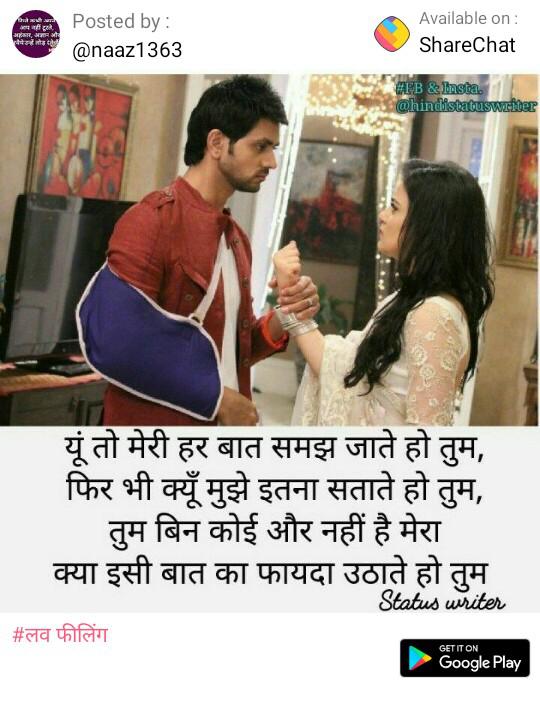 Posted by :
@naaz1363
Available on :
ShareChat
#FB & Insta.
@hindistatuswriter
यूं तो मेरी हर बात समझ जाते हो तुम,
फिर भी क्यूँ मुझे इतना सताते हो तुम,
तुम बिन कोई और नहीं है मेरा
क्या इसी बात का फायदा उठाते हो तुम
Status writer
#लव फीलिंग
GET IT ON
Google Play